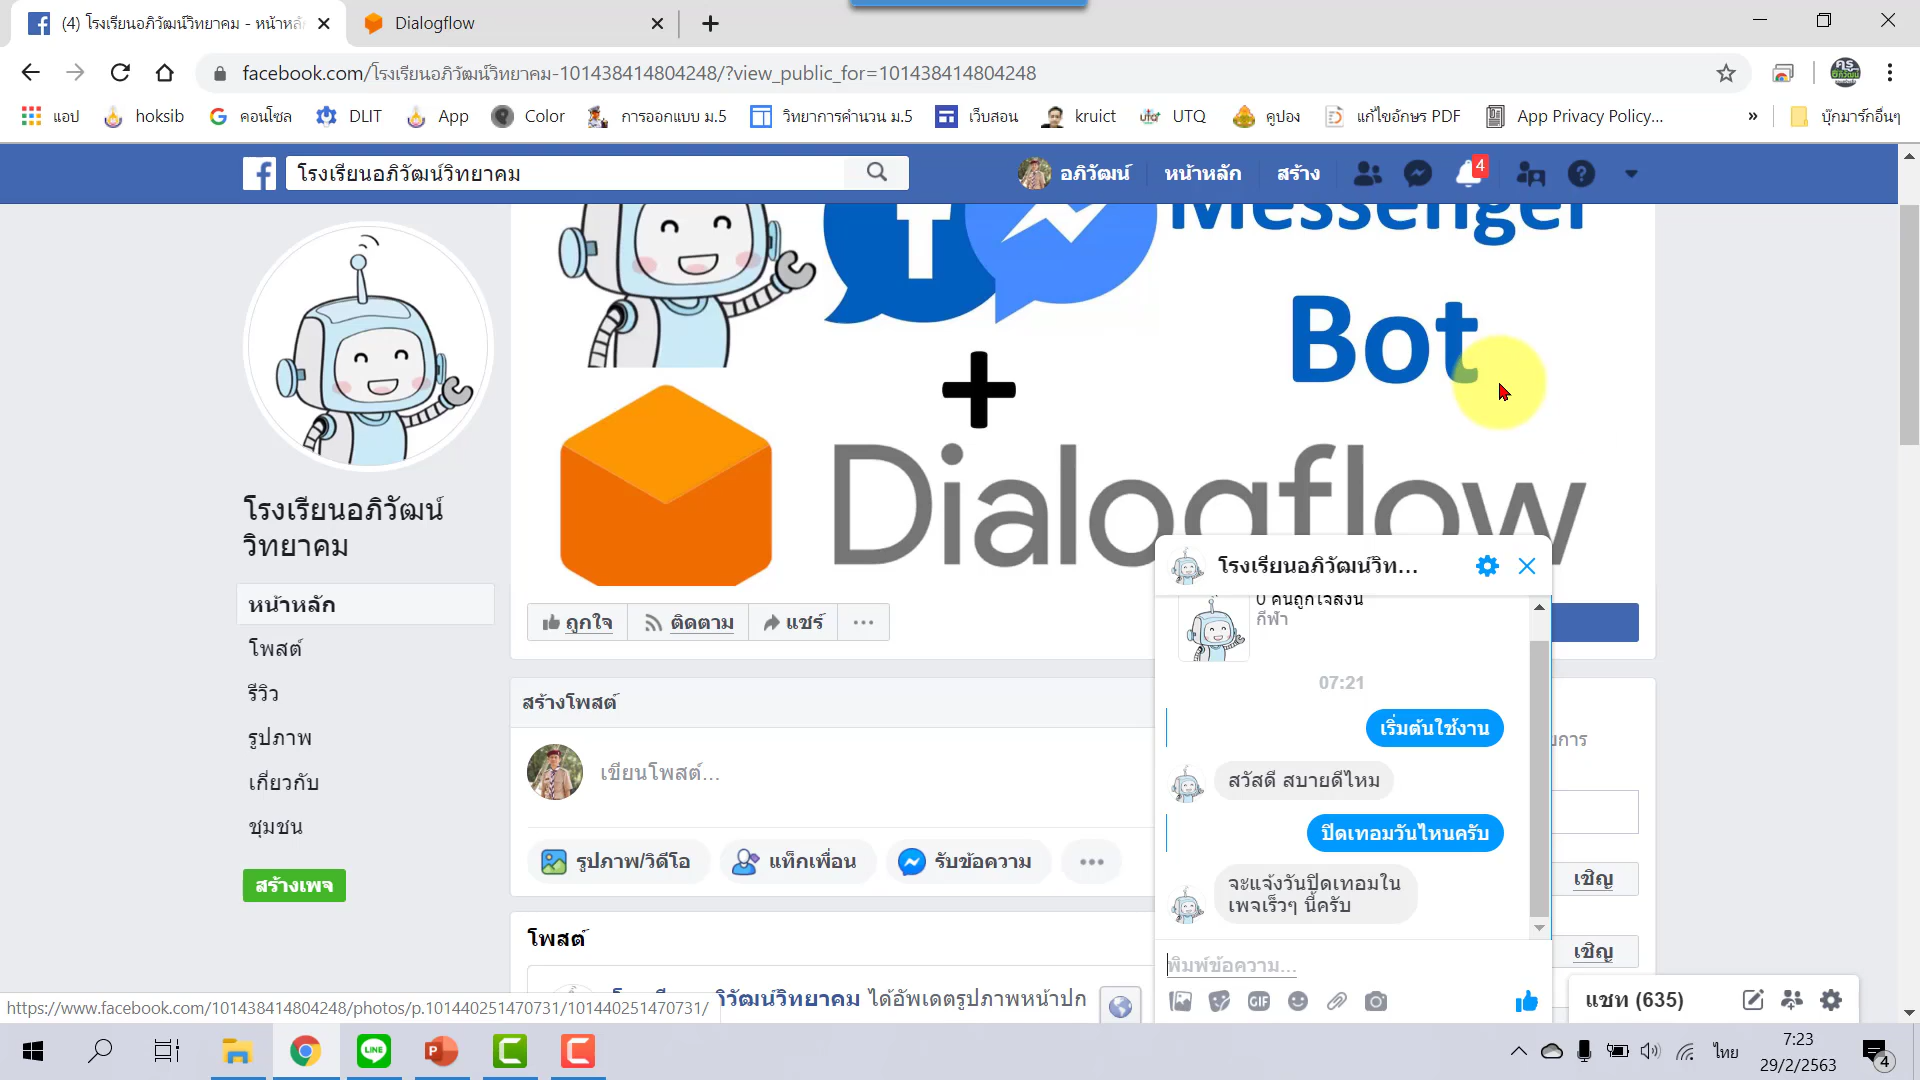 (4) โรงเรียนอภิวัฒน์วิทยาคม - หน้าหลั
Dialogflow
facebook.com/โรงเรียนอภิวัฒน์วิทยาคม-101438414804248/?view_public_for=101438414804248
แอป hoksib คอนโซล DLIT App Color การออกแบบ ม.5 วิทยาการคำนวน ม.5 เว็บสอน kruict UTQ คูปอง แก้ไขอักษร PDF App Privacy Policy... » บุ๊กมาร์กอื่นๆ
โรงเรียนอภิวัฒน์วิทยาคม
อภิวัฒน์ หน้าหลัก สร้าง 4
Messenger
Bot
Dialogflow
โรงเรียนอภิวัฒน์
วิทยาคม
หน้าหลัก
โพสต์
รีวิว
รูปภาพ
เกี่ยวกับ
ชุมชน
สร้างเพจ
ถูกใจ ติดตาม แชร์
สร้างโพสต์
เขียนโพสต์...
รูปภาพ/วิดีโอ แท็กเพื่อน รับข้อความ
โพสต์
ภิวัฒน์วิทยาคม ได้อัพเดตรูปภาพหน้าปก
โรงเรียนอภิวัฒน์วิท...
0 คนถูกใจสิ่งนี้
กีฬา
07:21
เริ่มต้นใช้งาน
สวัสดี สบายดีไหม
ปิดเทอมวันไหนครับ
จะแจ้งวันปิดเทอมใน
เพจเร็วๆ นี้ครับ
พิมพ์ข้อความ...
GIF
เชิญ
เชิญ
แชท (635)
https://www.facebook.com/101438414804248/photos/p.101440251470731/101440251470731/
LINE
ไทย
7:23
29/2/2563
4